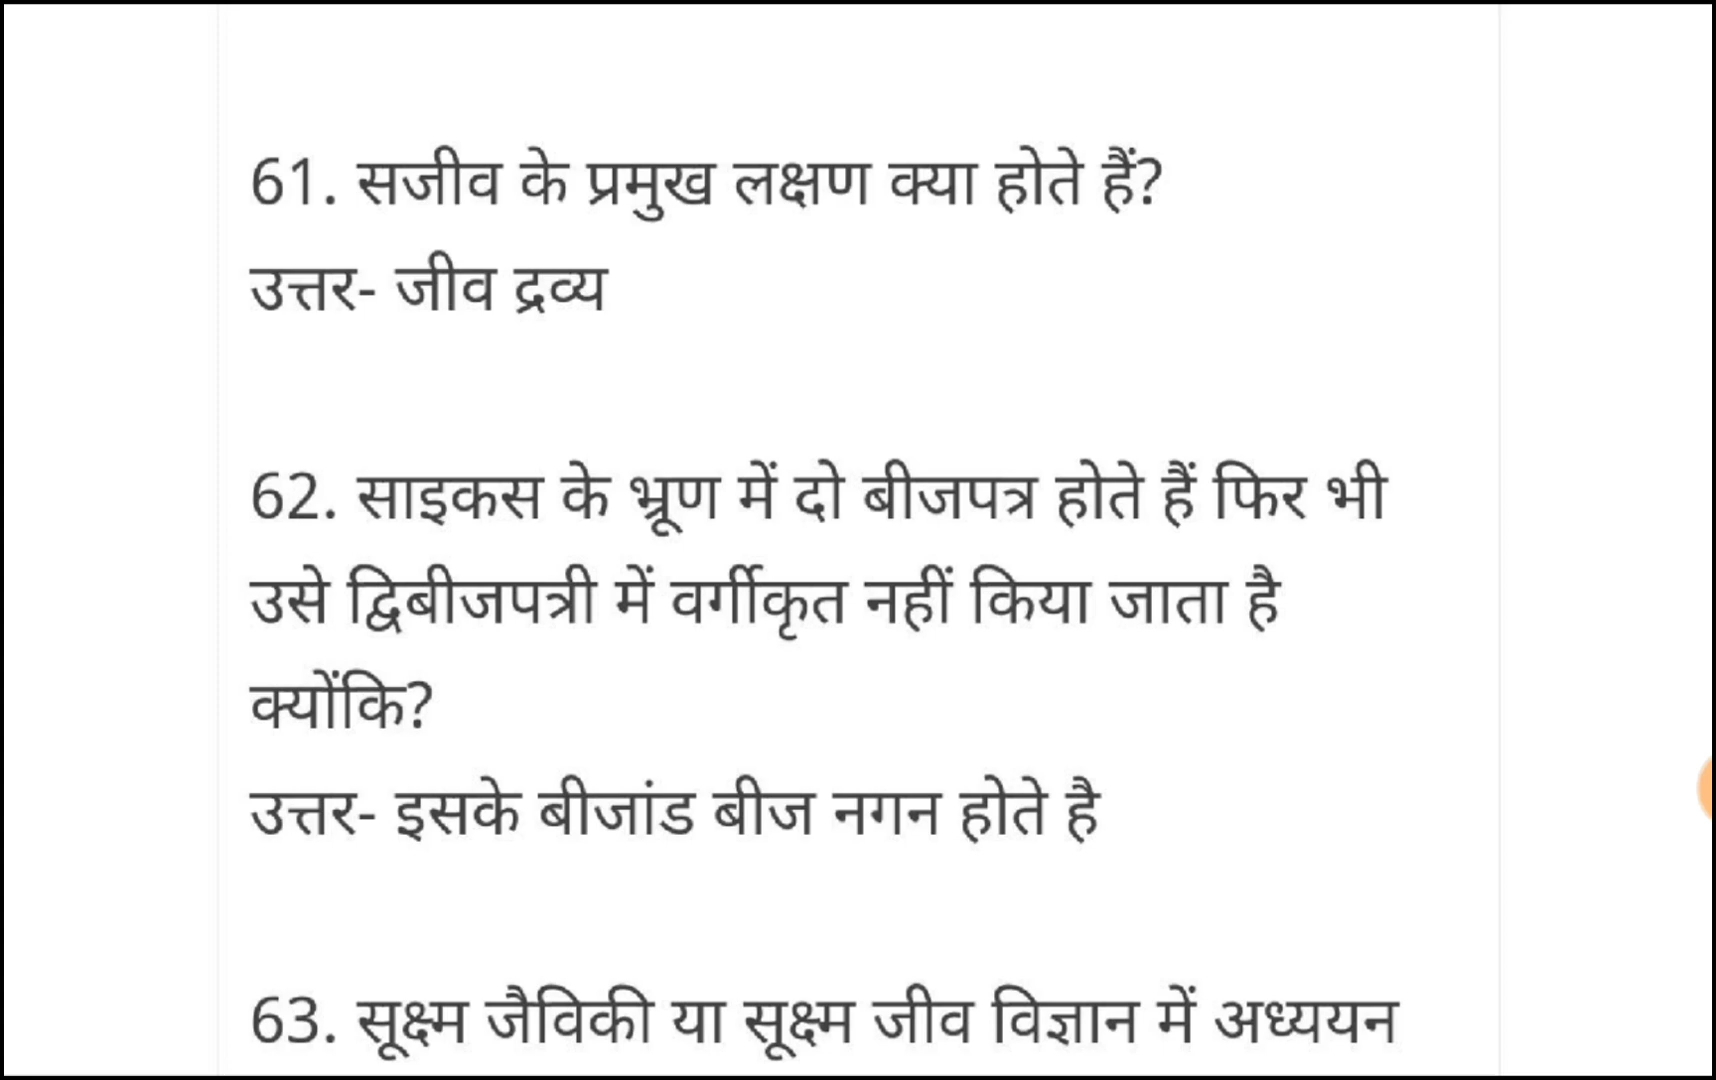 61. सजीव के प्रमुख लक्षण क्या होते हैं?
उत्तर- जीव द्रव्य
62. साइकस के भ्रूण में दो बीजपत्र होते हैं फिर भी
उसे द्विबीजपत्री में वर्गीकृत नहीं किया जाता है
क्योंकि?
उत्तर- इसके बीजांड बीज नगन होते है
63. सूक्ष्म जैविकी या सूक्ष्म जीव विज्ञान में अध्ययन